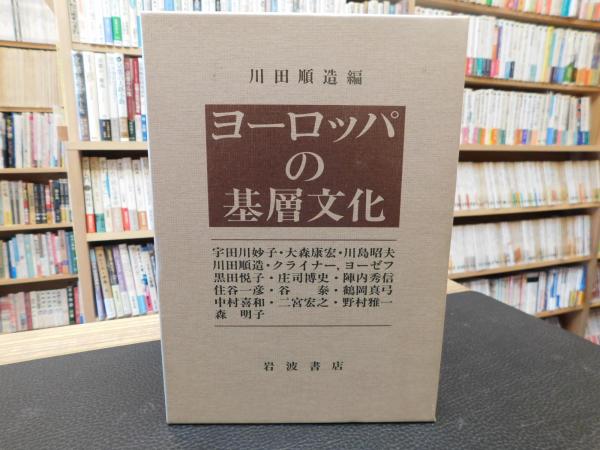 川田順造編
ヨーロッパ
の
基層文化
宇田川妙子・大森康宏・川島昭夫
川田順造・クライナー, ヨーゼフ
黒田悦子・庄司博史・陣内秀信
住谷一彦・谷　泰・鶴岡真弓
中村喜和・二宮宏之・野村雅一
森　明子
岩波書店